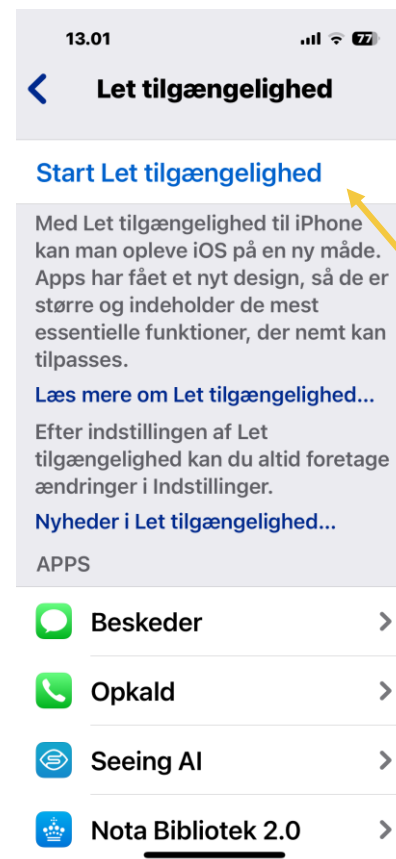 13.01
77
Let tilgængelighed
Start Let tilgængelighed
Med Let tilgængelighed til iPhone
kan man opleve iOS på en ny måde.
Apps har fået et nyt design, så de er
større og indeholder de mest
essentielle funktioner, der nemt kan
tilpasses.
Læs mere om Let tilgængelighed...
Efter indstillingen af Let
tilgængelighed kan du altid foretage
ændringer i Indstillinger.
Nyheder i Let tilgængelighed...
APPS
Beskeder
Opkald
Seeing AI
Nota Bibliotek 2.0